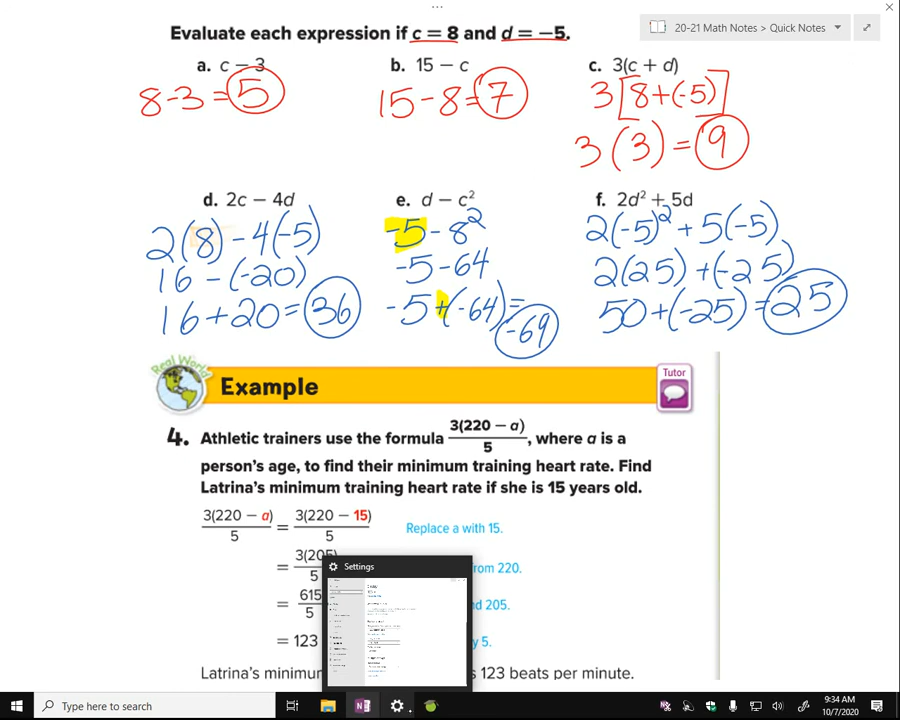 20-21 Math Notes > Quick Notes
Evaluate each expression if c = 8 and d = −5.
a. c − 3
b. 15 − c
c. 3(c + d)
8-3 = 5
15-8 = 7
3[8+(-5)]
3(3) = 9
d. 2c − 4d
e. d − c²
f. 2d² + 5d
2(8) - 4(-5)
-5 - 8²
2(-5)² + 5(-5)
16 - (-20)
-5 - 64
2(25) + (-25)
16 + 20 = 36
-5 + (-64) = -69
50 + (-25) = 25
Real World
Example
Tutor
4. Athletic trainers use the formula 3(220 − a)/5, where a is a
person's age, to find their minimum training heart rate. Find
Latrina's minimum training heart rate if she is 15 years old.
3(220 − a)/5 = 3(220 − 15)/5 Replace a with 15.
= 3(205)/5 from 220.
= 615/5 d 205.
= 123 y 5.
Latrina's minimum s 123 beats per minute.
Settings
Type here to search
9:34 AM
10/7/2020